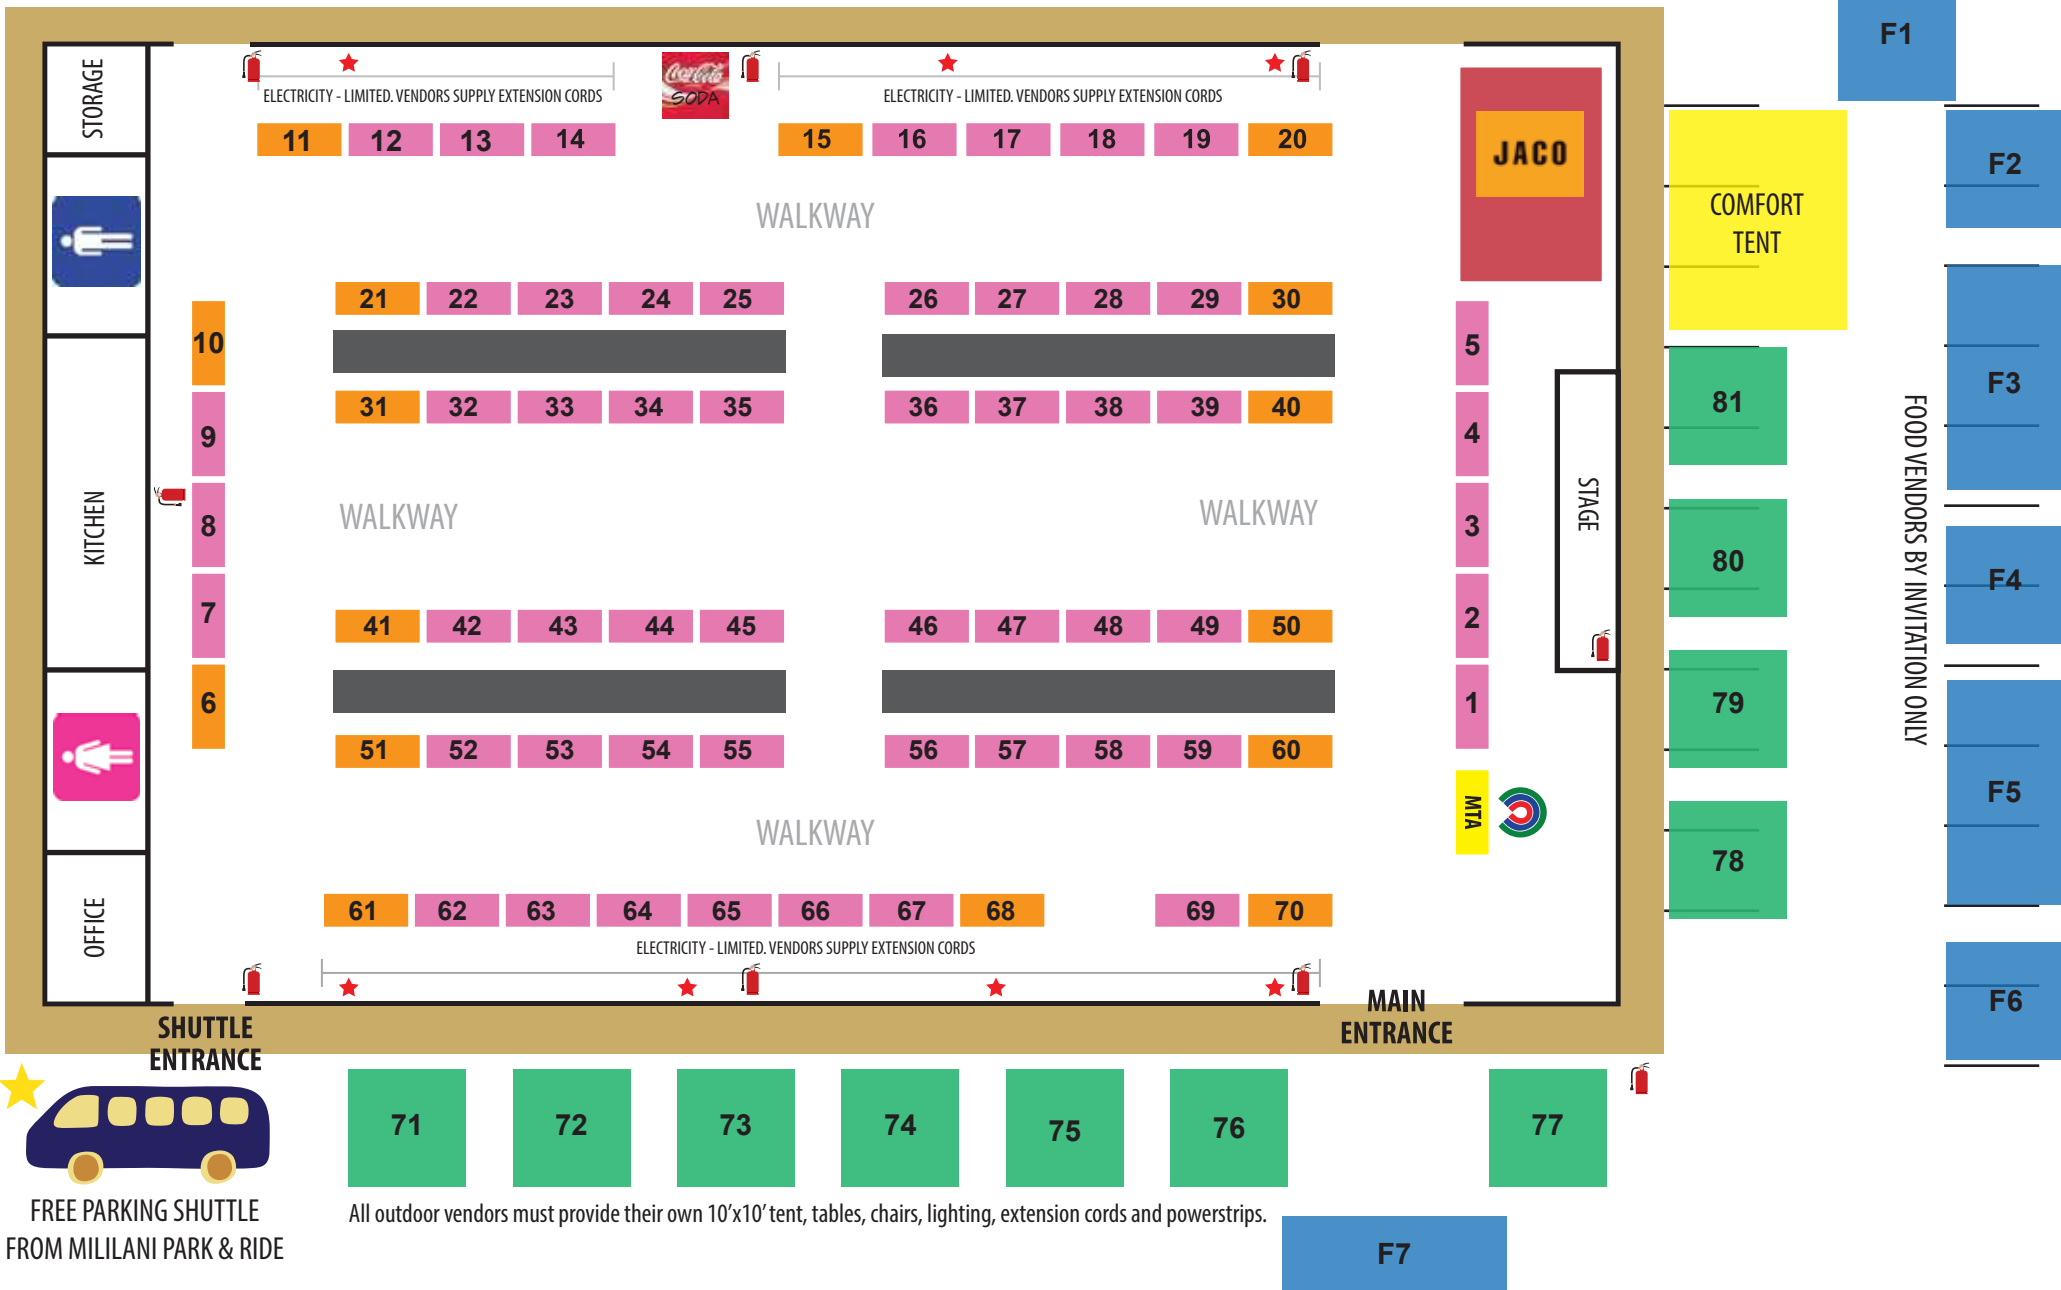 F1
STORAGE
Coca-Cola
SODA
ELECTRICITY - LIMITED. VENDORS SUPPLY EXTENSION CORDS
ELECTRICITY - LIMITED. VENDORS SUPPLY EXTENSION CORDS
11 12 13 14
15 16 17 18 19 20
JACO
COMFORT
TENT
F2
WALKWAY
21 22 23 24 25
26 27 28 29 30
31 32 33 34 35
36 37 38 39 40
10
9
8
7
6
5
4
3
2
1
MTA
KITCHEN
STAGE
WALKWAY
WALKWAY
41 42 43 44 45
46 47 48 49 50
51 52 53 54 55
56 57 58 59 60
WALKWAY
OFFICE
61 62 63 64 65 66 67 68
69 70
ELECTRICITY - LIMITED. VENDORS SUPPLY EXTENSION CORDS
81
80
79
78
FOOD VENDORS BY INVITATION ONLY
F3
F4
F5
F6
SHUTTLE
ENTRANCE
MAIN
ENTRANCE
71 72 73 74 75 76 77
FREE PARKING SHUTTLE
FROM MILILANI PARK & RIDE
All outdoor vendors must provide their own 10'x10' tent, tables, chairs, lighting, extension cords and powerstrips.
F7